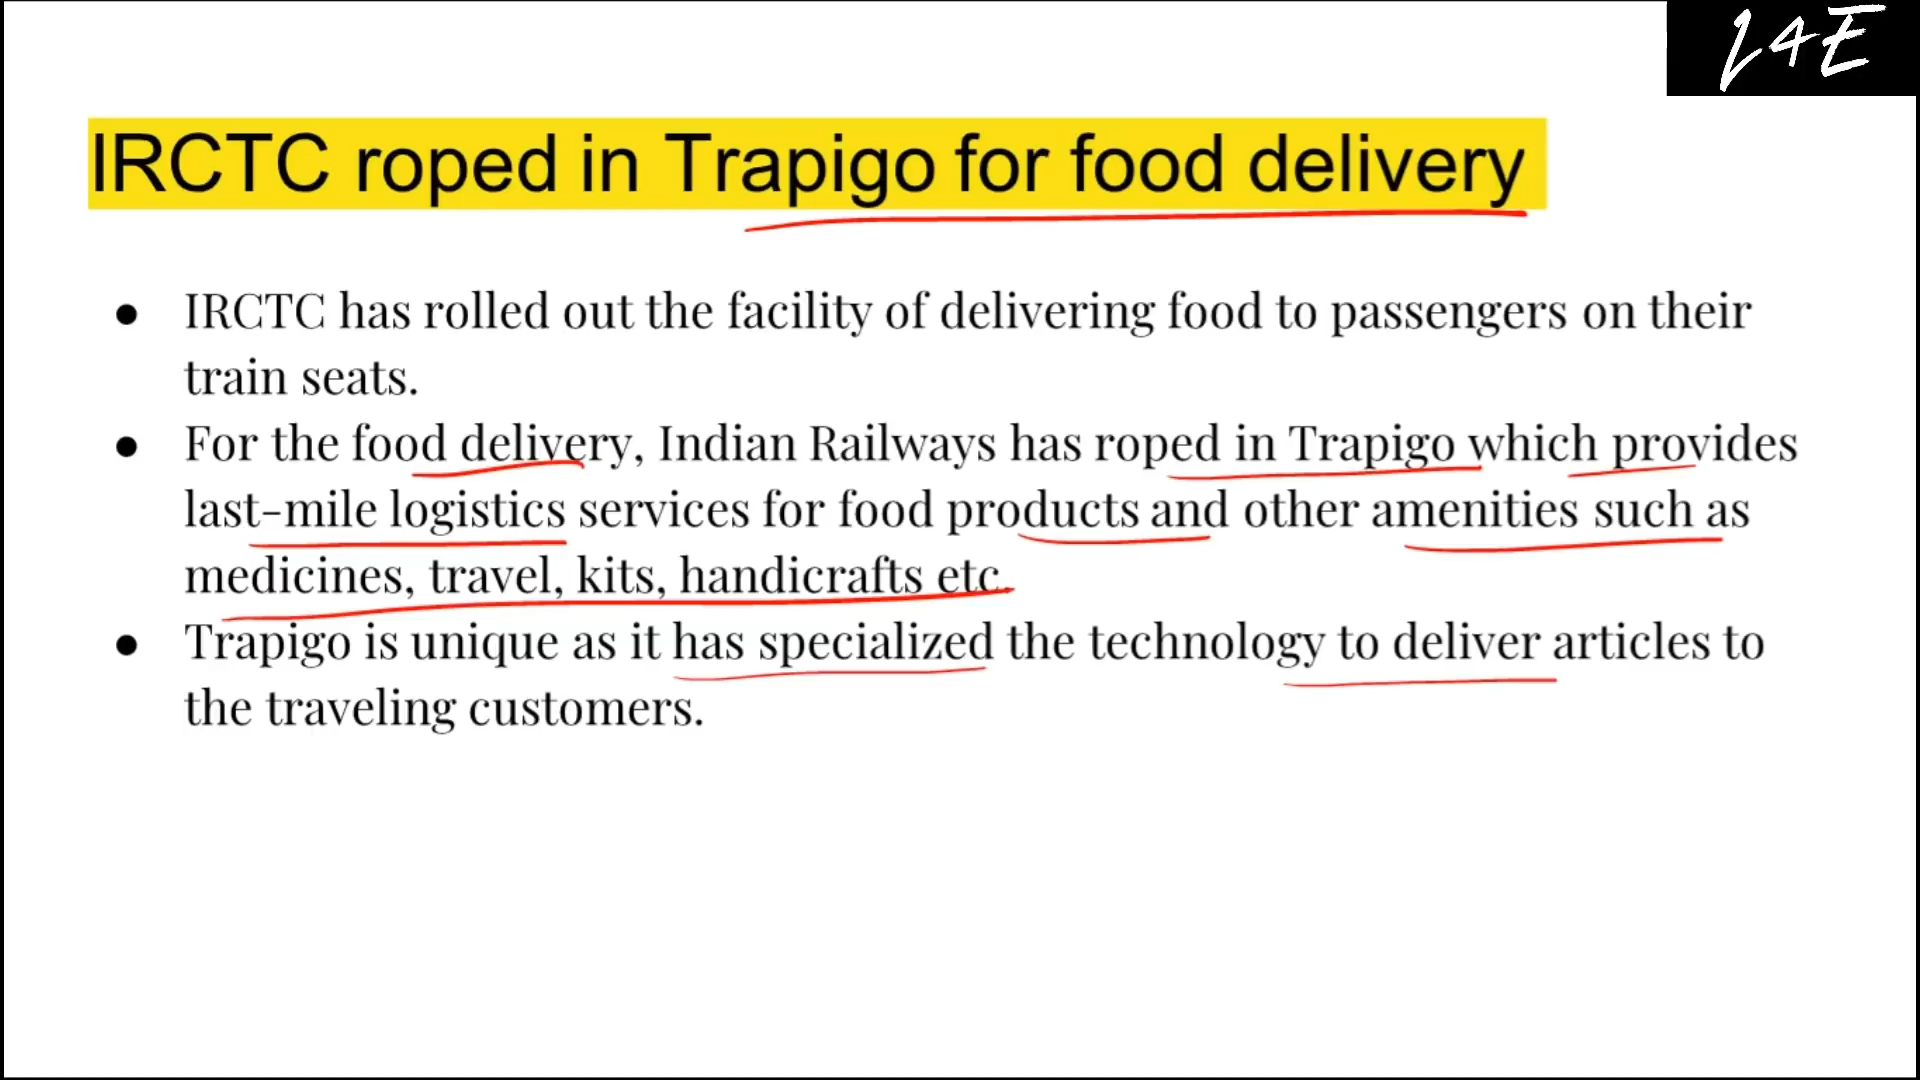 L4E
IRCTC roped in Trapigo for food delivery
● IRCTC has rolled out the facility of delivering food to passengers on their
train seats.
● For the food delivery, Indian Railways has roped in Trapigo which provides
last-mile logistics services for food products and other amenities such as
medicines, travel, kits, handicrafts etc.
● Trapigo is unique as it has specialized the technology to deliver articles to
the traveling customers.